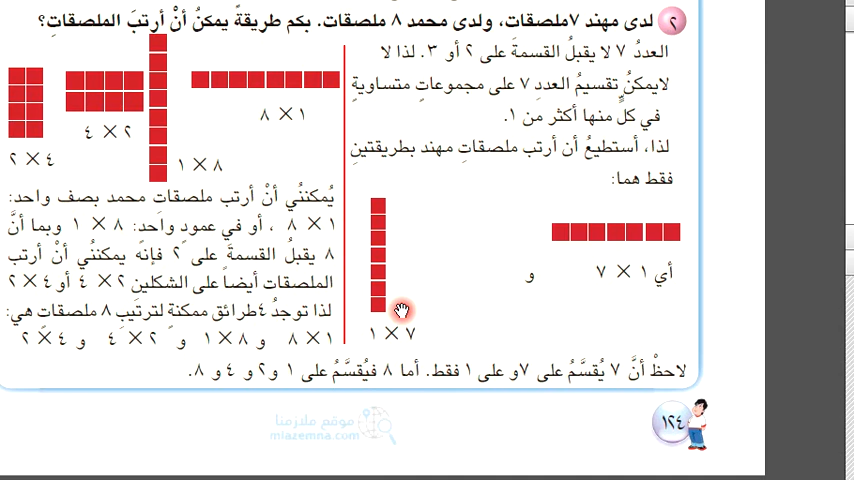 ٢ لدى مهند ٧ملصقات، ولدى محمد ٨ ملصقات. بكم طريقةً يمكنُ أنْ أرتبَ الملصقاتِ؟
العددُ ٧ لا يقبلُ القسمةَ على ٢ أو ٣. لذا لا
لايمكنُ تقسيمُ العددِ ٧ على مجموعاتٍ متساويةٍ
في كلٍّ منها أكثر من ١.
لذا، أستطيعُ أن أرتب ملصقاتِ مهند بطريقتينِ
فقط هما:
أي ١ × ٧
و
٧ × ١
١ × ٨
٢ × ٤
٨ × ١
٤ × ٢
يُمكنني أنْ أرتب ملصقاتِ محمد بصف واحد:
١ × ٨ ، أو في عمودٍ واحد: ٨ × ١ وبما أنَّ
٨ يقبلُ القسمةَ على ٢ فإنه يمكنني أنْ أرتب
الملصقات أيضاً على الشكلين ٢ × ٤ أو ٤ × ٢
لذا توجدُ ٤ طرائق ممكنة لترتيبِ ٨ ملصقاتٍ هي:
١ × ٨ و ٨ × ١ و ٢ × ٤ و ٤ × ٢
لاحظْ أنَّ ٧ يُقسَّمُ على ٧و على ١ فقط. أما ٨ فيُقسَّمُ على ١ و٢ و ٤ و ٨.
موقع ملازمنا
mlazemna.com
١٢٤